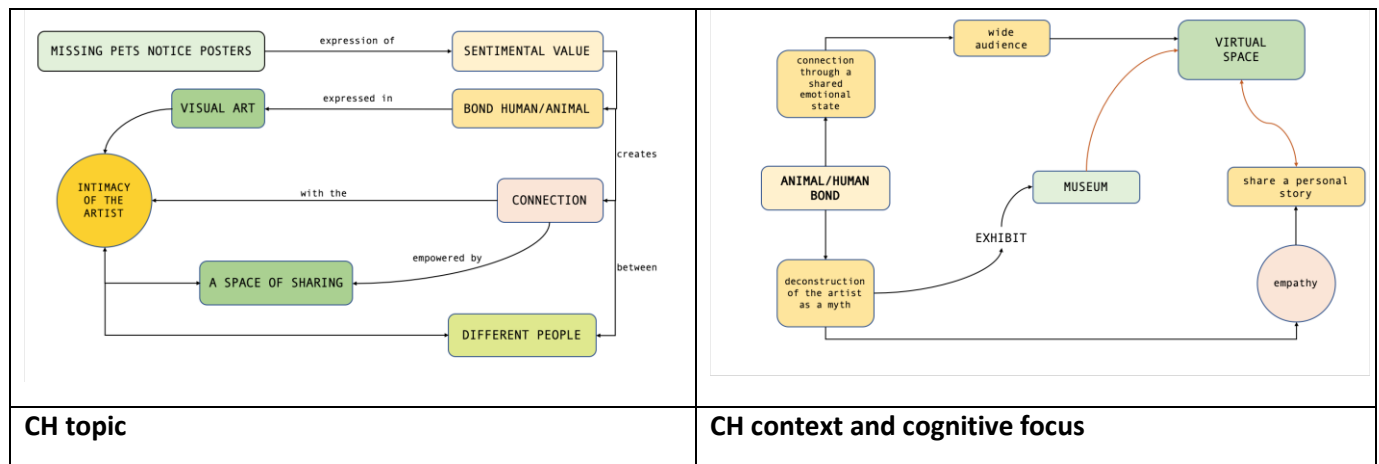 MISSING PETS NOTICE POSTERS
expression of
SENTIMENTAL VALUE
VISUAL ART
expressed in
BOND HUMAN/ANIMAL
creates
INTIMACY
OF THE
ARTIST
with the
CONNECTION
empowered by
between
A SPACE OF SHARING
DIFFERENT PEOPLE
CH topic
wide
audience
VIRTUAL
SPACE
connection
through a
shared
emotional
state
ANIMAL/HUMAN
BOND
MUSEUM
share a personal
story
EXHIBIT
deconstruction
of the artist
as a myth
empathy
CH context and cognitive focus